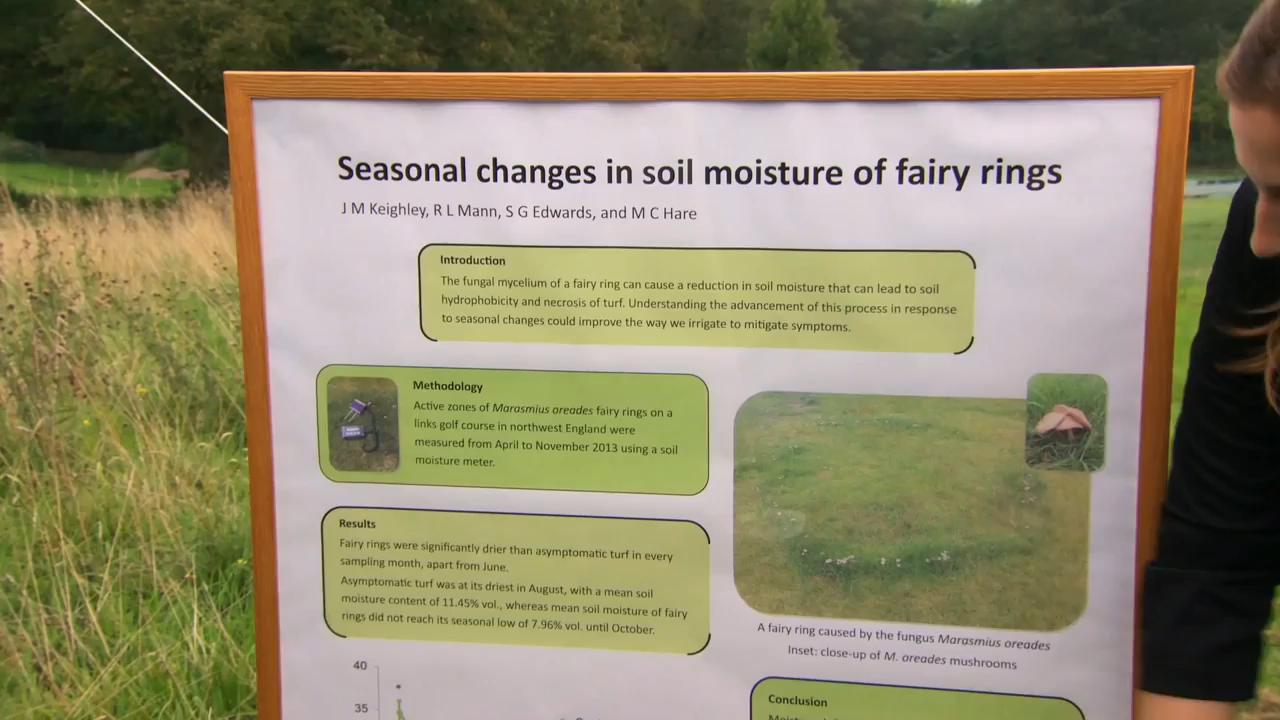 Seasonal changes in soil moisture of fairy rings
J M Keighley, R L Mann, S G Edwards, and M C Hare
Introduction
The fungal mycelium of a fairy ring can cause a reduction in soil moisture that can lead to soil
hydrophobicity and necrosis of turf. Understanding the advancement of this process in response
to seasonal changes could improve the way we irrigate to mitigate symptoms.
Methodology
Active zones of Marasmius oreades fairy rings on a
links golf course in northwest England were
measured from April to November 2013 using a soil
moisture meter.
Results
Fairy rings were significantly drier than asymptomatic turf in every
sampling month, apart from June.
Asymptomatic turf was at its driest in August, with a mean soil
moisture content of 11.45% vol., whereas mean soil moisture of fairy
rings did not reach its seasonal low of 7.96% vol. until October.
A fairy ring caused by the fungus Marasmius oreades
Inset: close-up of M. oreades mushrooms
40
35
Conclusion